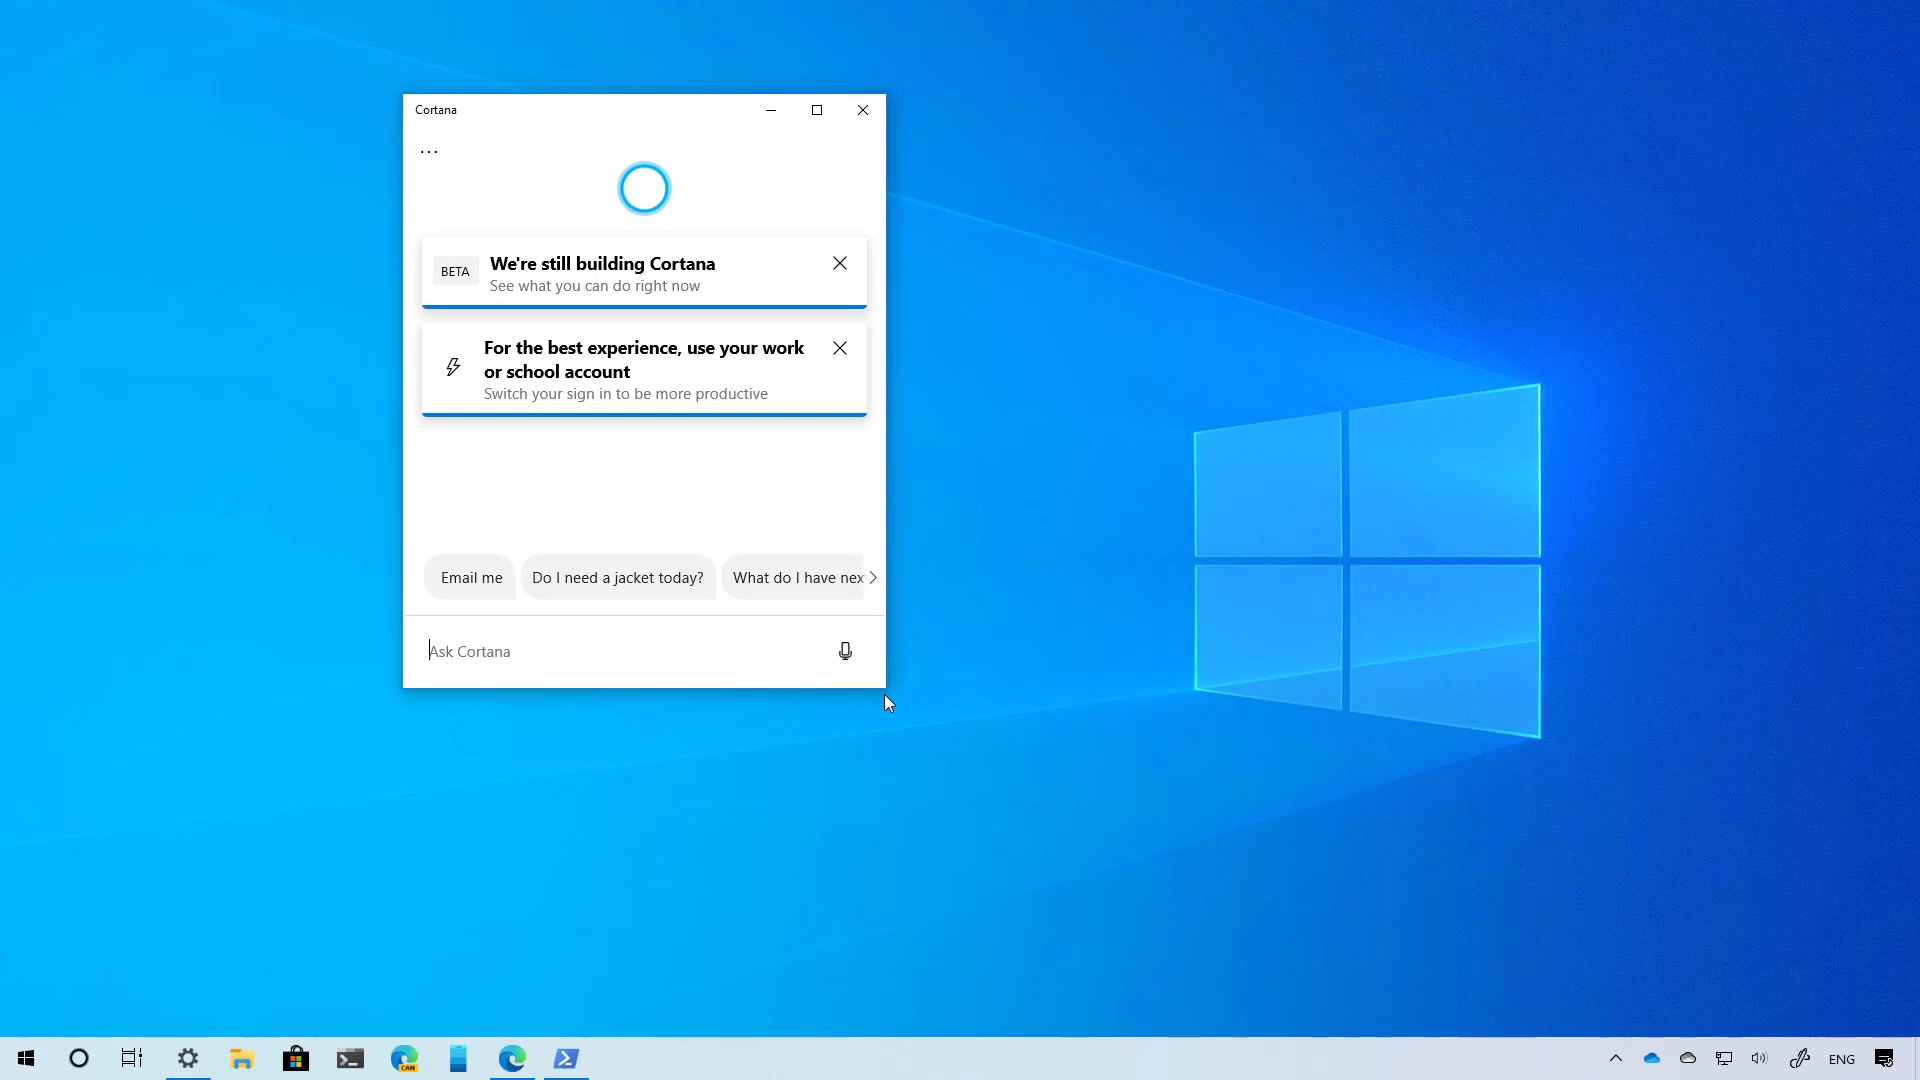 Cortana
...
BETA
We're still building Cortana
See what you can do right now
For the best experience, use your work
or school account
Switch your sign in to be more productive
Email me
Do I need a jacket today?
What do I have nex
Ask Cortana
CAN
ENG